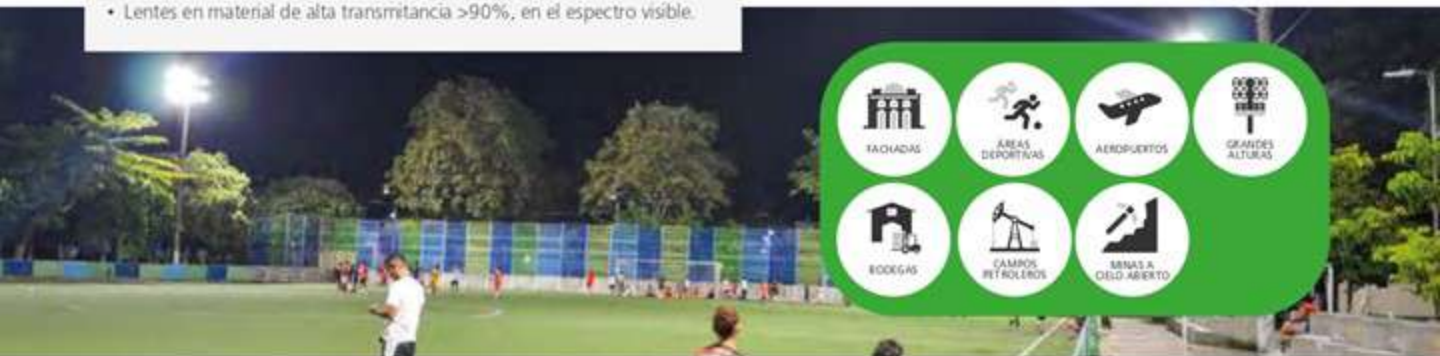 • Lentes en material de alta transmitancia >90%, en el espectro visible.
FACHADAS
ÁREAS
DEPORTIVAS
AEROPUERTOS
GRANDES
ALTURAS
BODEGAS
CAMPOS
PETROLEROS
MINAS A
CIELO ABIERTO